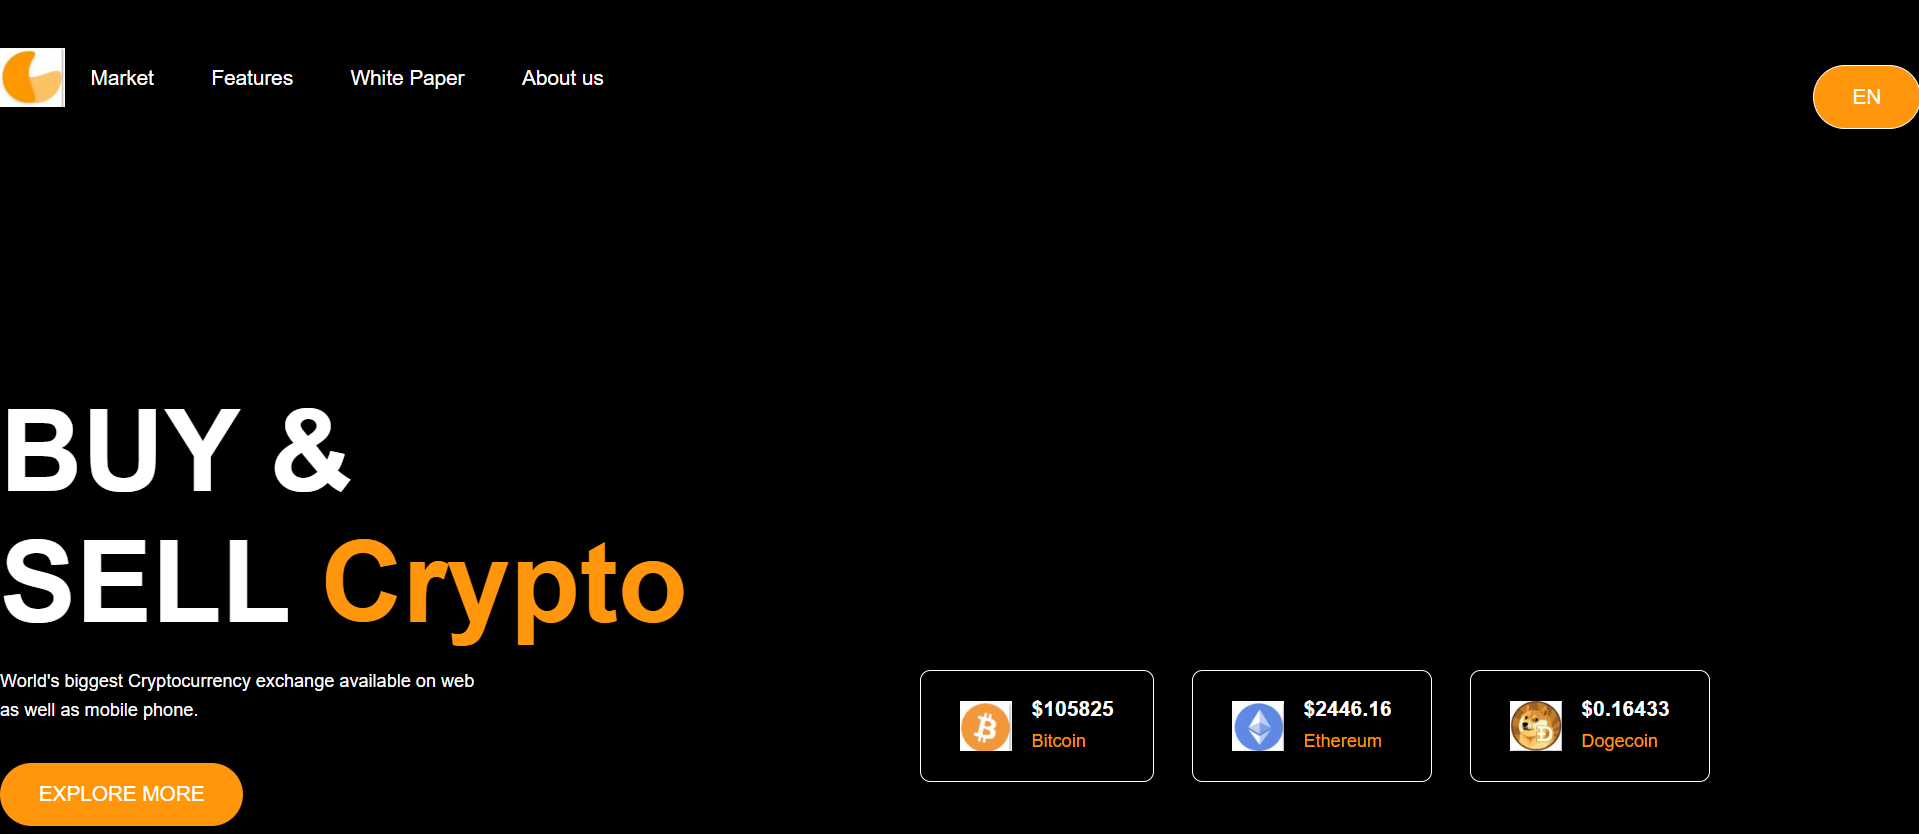 Market
Features
White Paper
About us
EN
BUY &
SELL Crypto
World's biggest Cryptocurrency exchange available on web
as well as mobile phone.
EXPLORE MORE
$105825
Bitcoin
$2446.16
Ethereum
$0.16433
Dogecoin